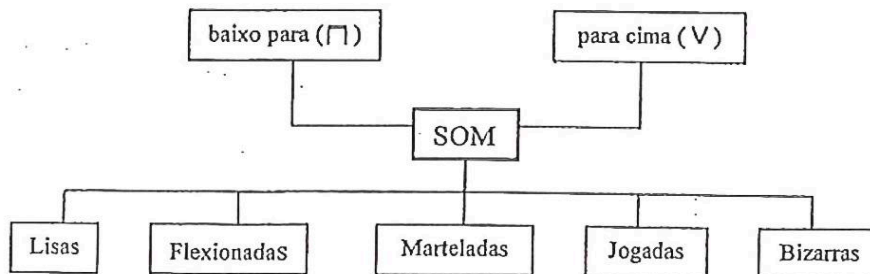 baixo para (⊓)
para cima (V)
SOM
Lisas
Flexionadas
Marteladas
Jogadas
Bizarras